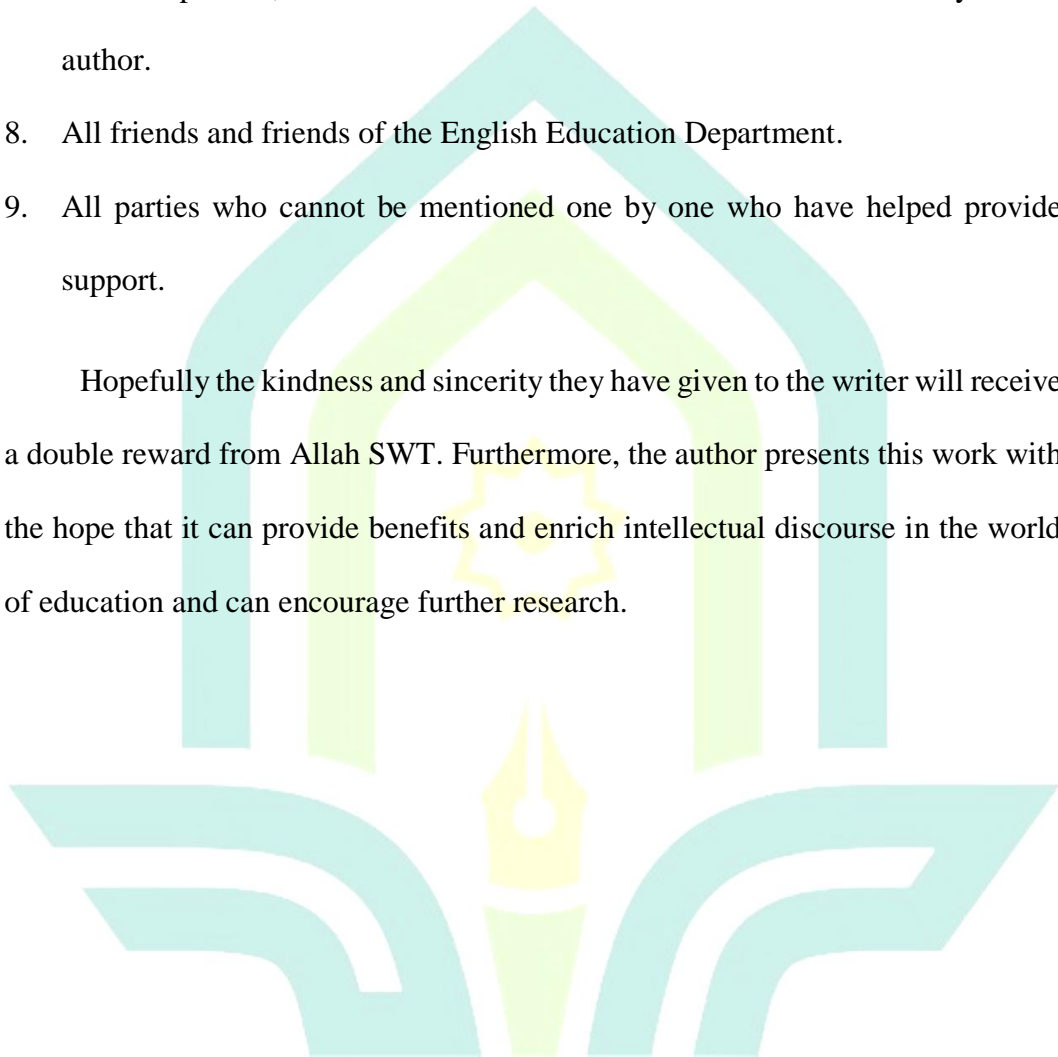 author.
8. All friends and friends of the English Education Department.
9. All parties who cannot be mentioned one by one who have helped provide
support.
Hopefully the kindness and sincerity they have given to the writer will receive
a double reward from Allah SWT. Furthermore, the author presents this work with
the hope that it can provide benefits and enrich intellectual discourse in the world
of education and can encourage further research.